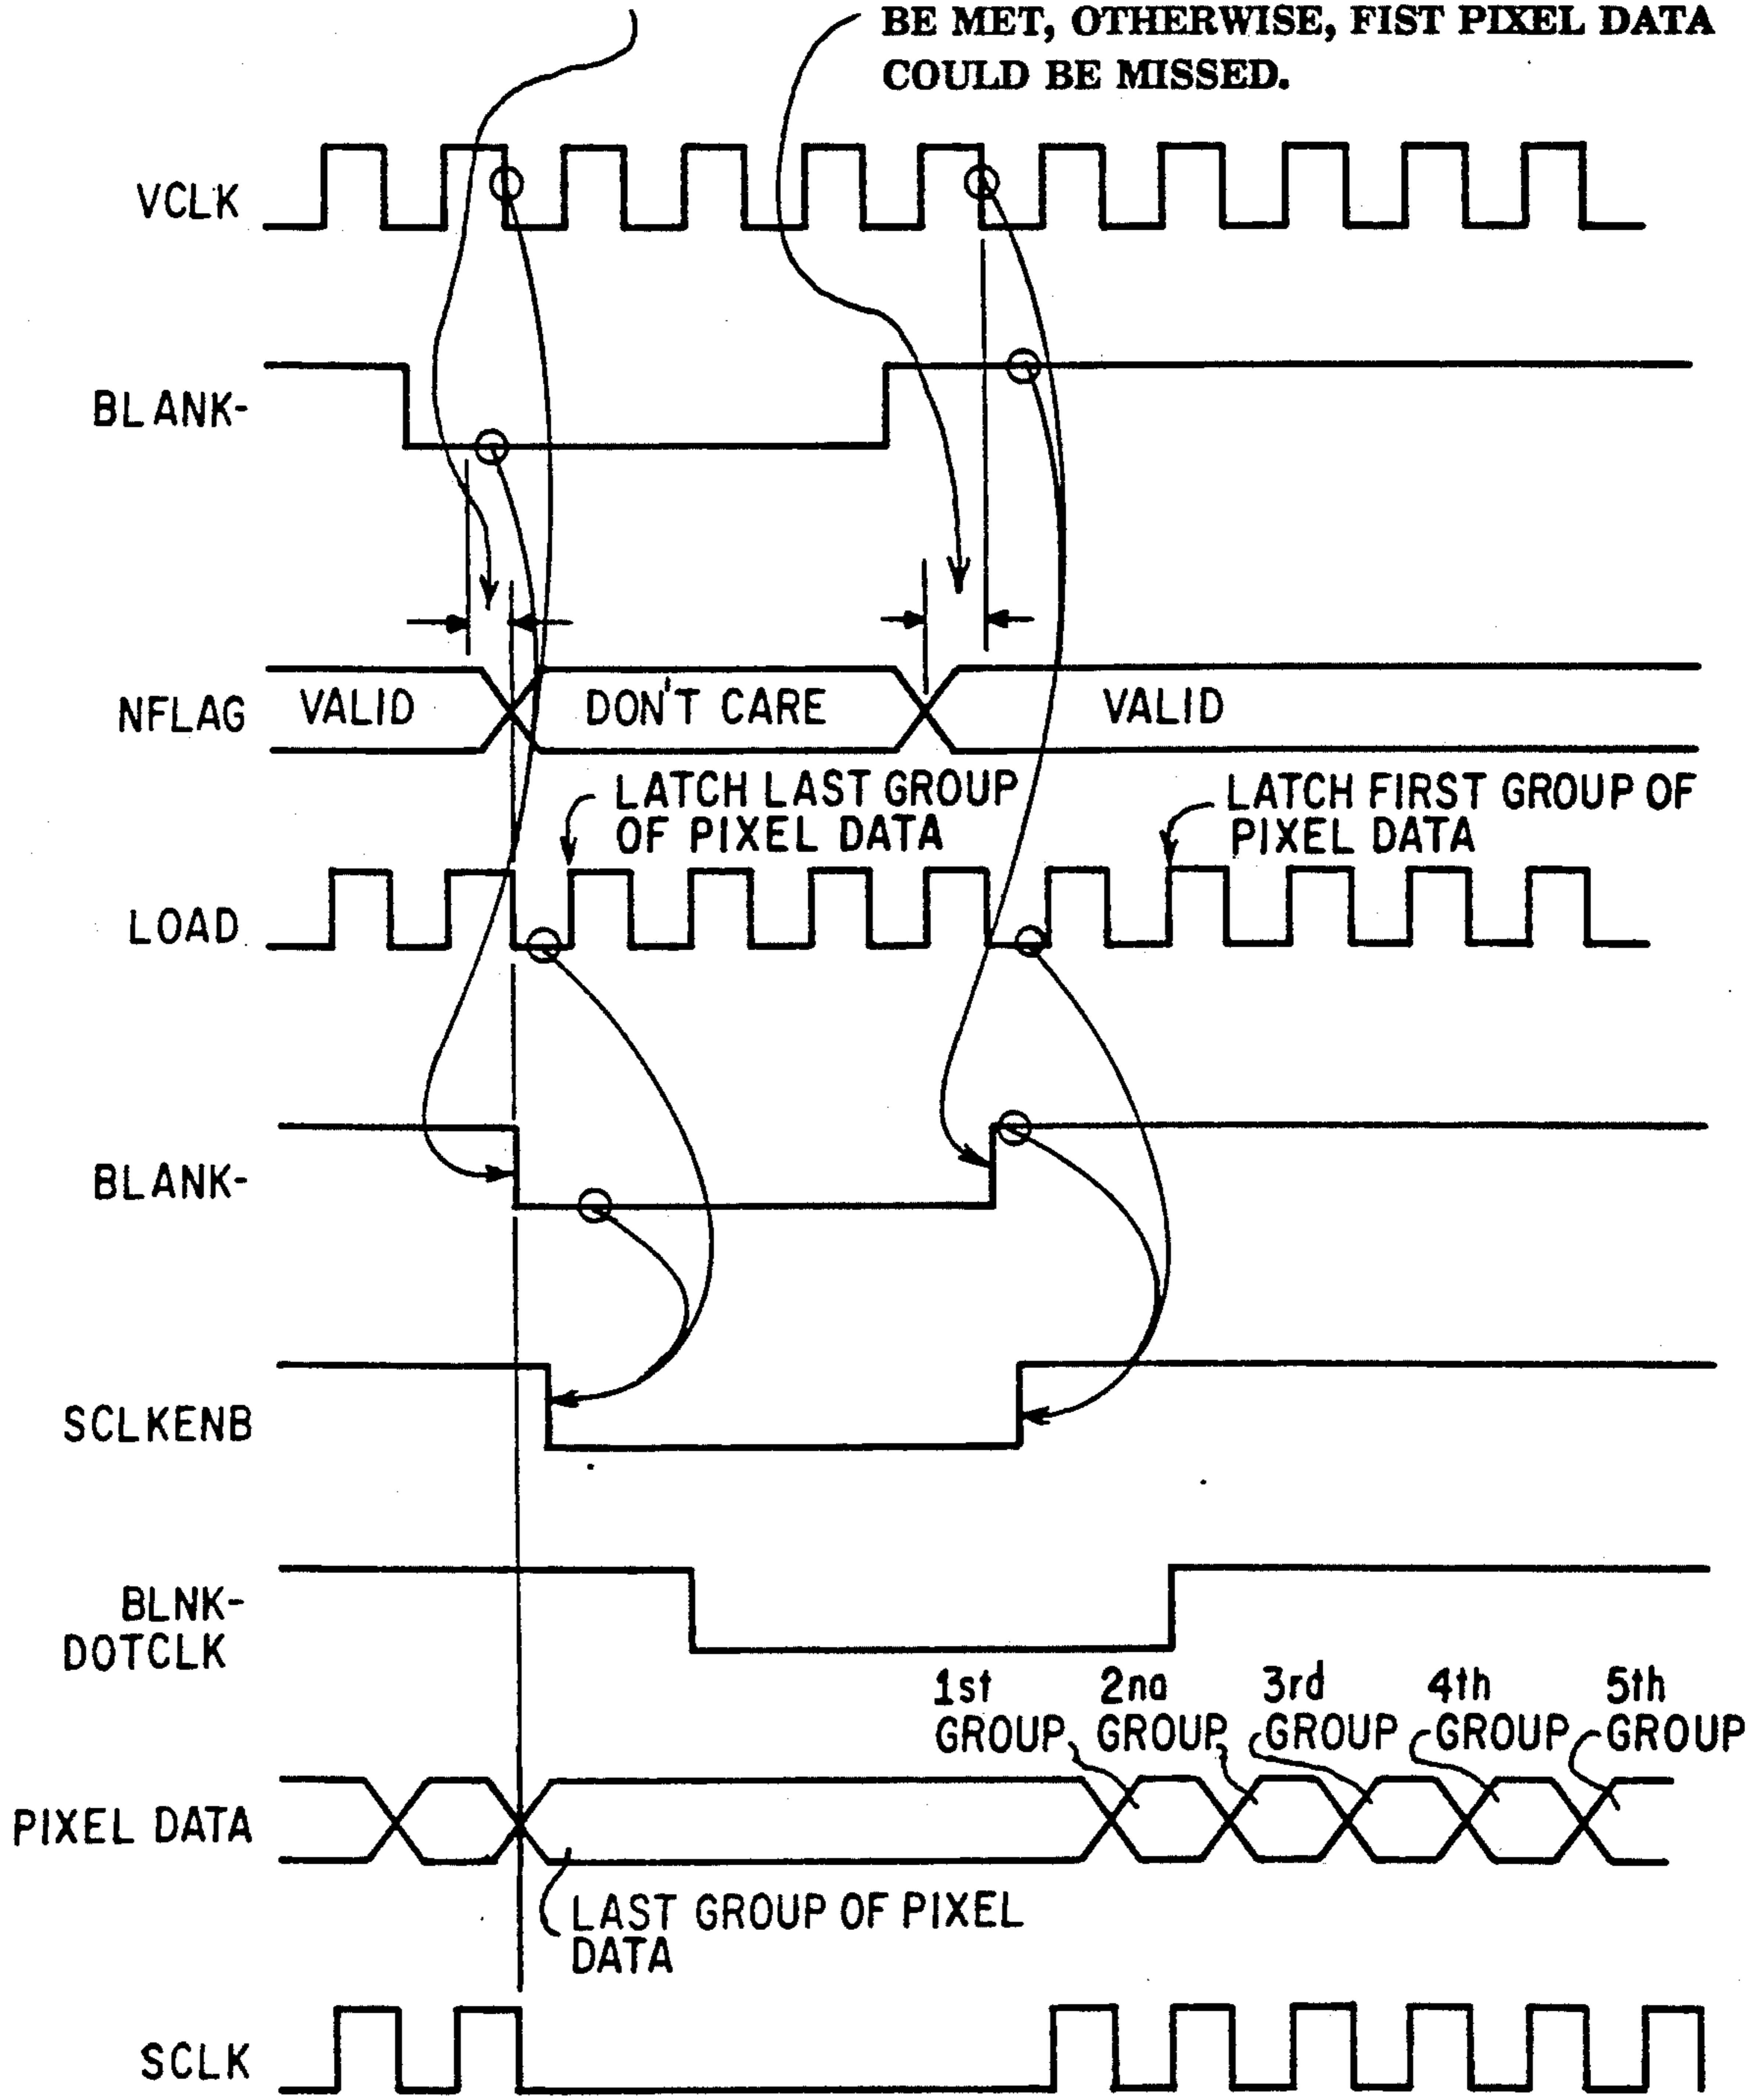 BE MET, OTHERWISE, FIST PIXEL DATA
COULD BE MISSED.
VCLK
BLANK-
NFLAG
VALID
DON'T CARE
VALID
LATCH LAST GROUP
OF PIXEL DATA
LATCH FIRST GROUP OF
PIXEL DATA
LOAD
BLANK-
SCLKENB
BLNK-
DOTCLK
1st
GROUP
2nd
GROUP
3rd
GROUP
4th
GROUP
5th
GROUP
PIXEL DATA
LAST GROUP OF PIXEL
DATA
SCLK